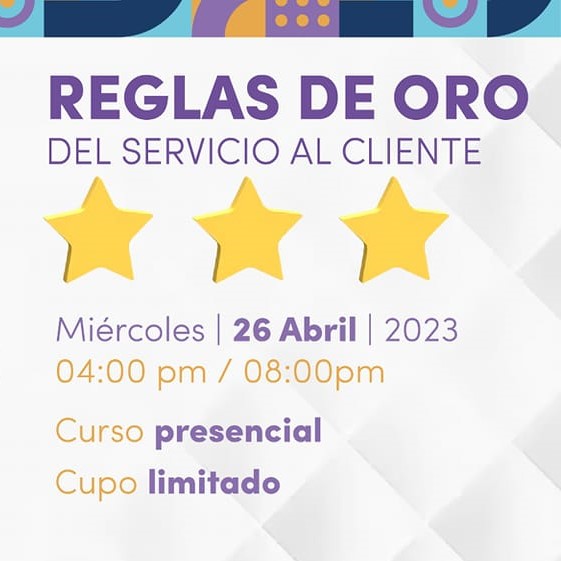 REGLAS DE ORO
DEL SERVICIO AL CLIENTE
Miércoles | 26 Abril | 2023
04:00 pm / 08:00pm
Curso presencial
Cupo limitado